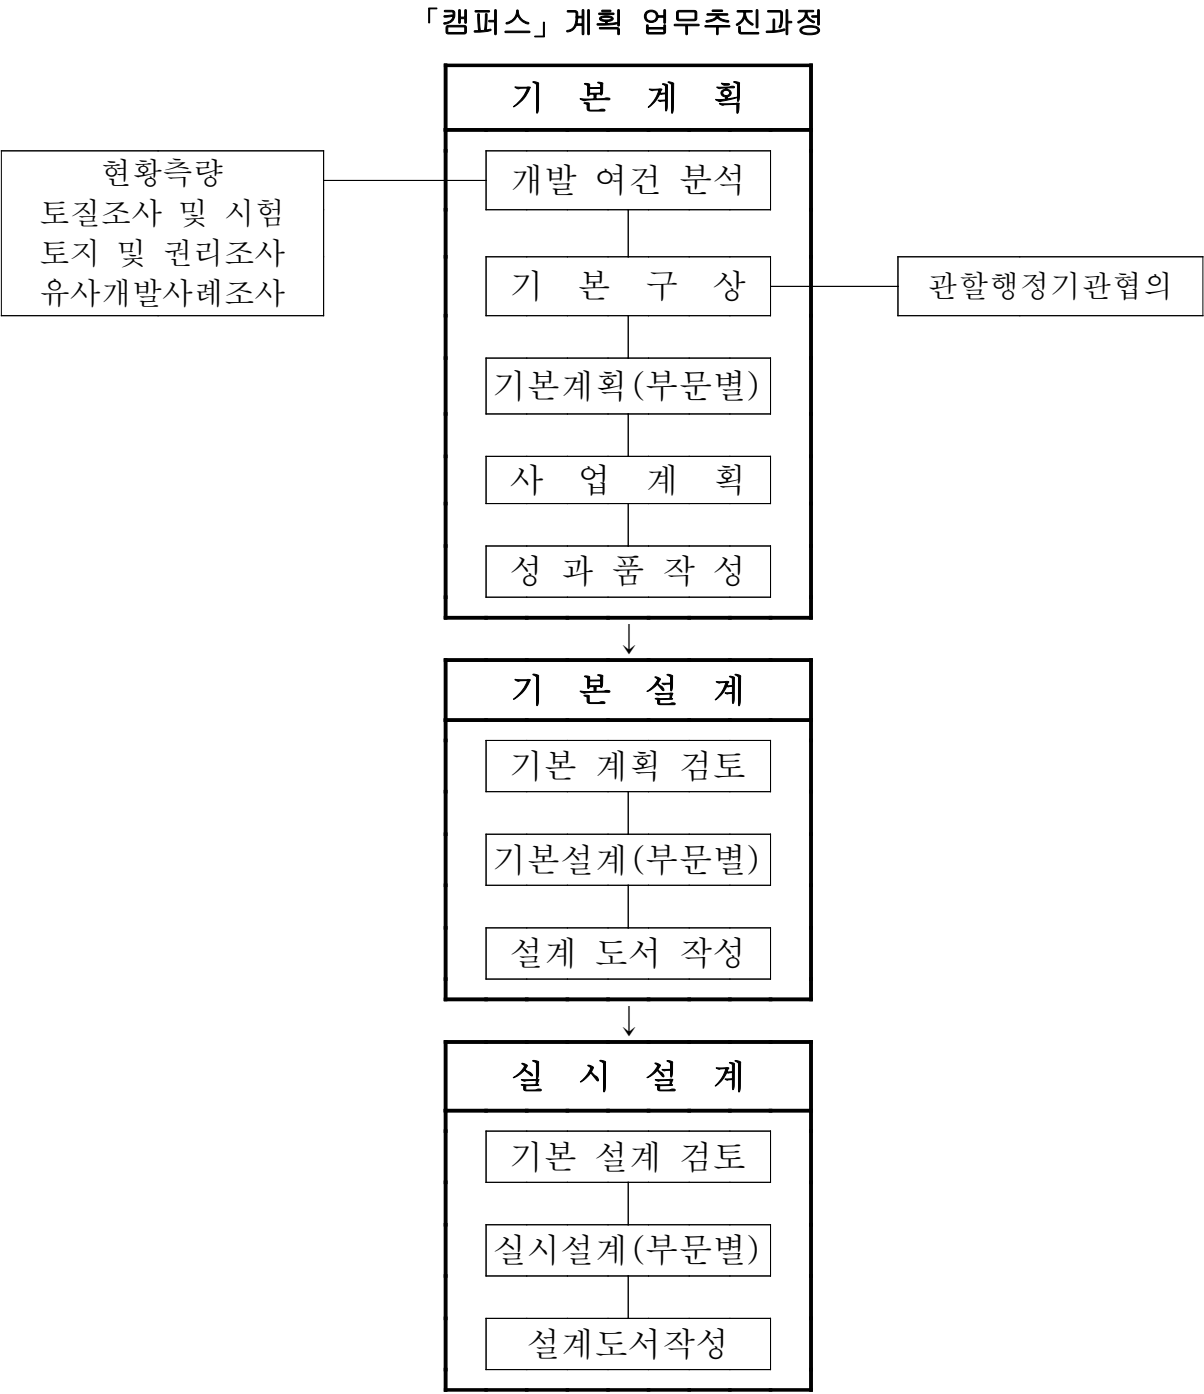 「캠퍼스」계획 업무추진과정
기 본 계 획
현황측량
토질조사 및 시험
토지 및 권리조사
유사개발사례조사
개발 여건 분석
기 본 구 상
관할행정기관협의
기본계획(부문별)
사 업 계 획
성 과 품 작 성
↓
기 본 설 계
기본 계획 검토
기본설계(부문별)
설계 도서 작성
↓
실 시 설 계
기본 설계 검토
실시설계(부문별)
설계도서작성